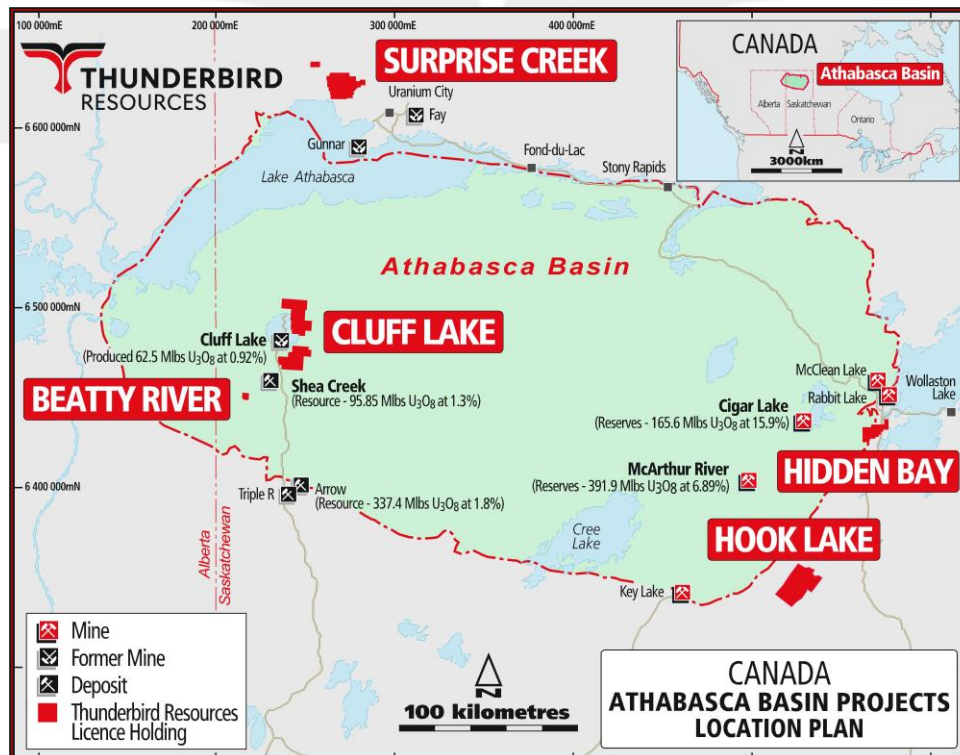 100 000mE
200 000mE
300 000mE
400 000mE
THUNDERBIRD
RESOURCES
SURPRISE CREEK
CANADA
Athabasca Basin
Alberta
Saskatchewan
Ontario
N
3000km
Uranium City
Fay
6 600 000mN
Gunnar
Fond-du-Lac
Lake Athabasca
Stony Rapids
Athabasca Basin
6 500 000mN
Cluff Lake
(Produced 62.5 Mlbs U₃O₈ at 0.92%)
CLUFF LAKE
BEATTY RIVER
Shea Creek
(Resource - 95.85 Mlbs U₃O₈ at 1.3%)
McClean Lake
Rabbit Lake
Wollaston
Lake
Cigar Lake
(Reserves - 165.6 Mlbs U₃O₈ at 15.9%)
HIDDEN BAY
McArthur River
(Reserves - 391.9 Mlbs U₃O₈ at 6.89%)
6 400 000mN
Triple R
Arrow
(Resource - 337.4 Mlbs U₃O₈ at 1.8%)
Cree
Lake
HOOK LAKE
Alberta
Saskatchewan
Key Lake
Mine
Former Mine
Deposit
Thunderbird Resources
Licence Holding
N
100 kilometres
CANADA
ATHABASCA BASIN PROJECTS
LOCATION PLAN